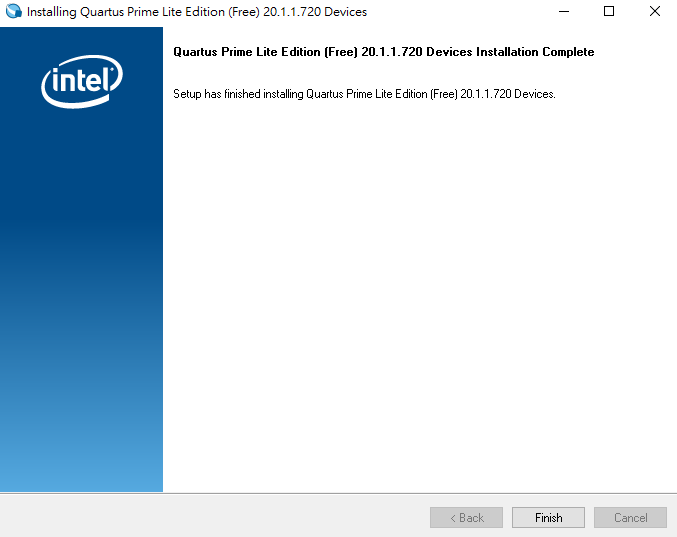 Installing Quartus Prime Lite Edition (Free) 20.1.1.720 Devices
intel
Quartus Prime Lite Edition (Free) 20.1.1.720 Devices Installation Complete
Setup has finished installing Quartus Prime Lite Edition (Free) 20.1.1.720 Devices.
< Back
Finish
Cancel